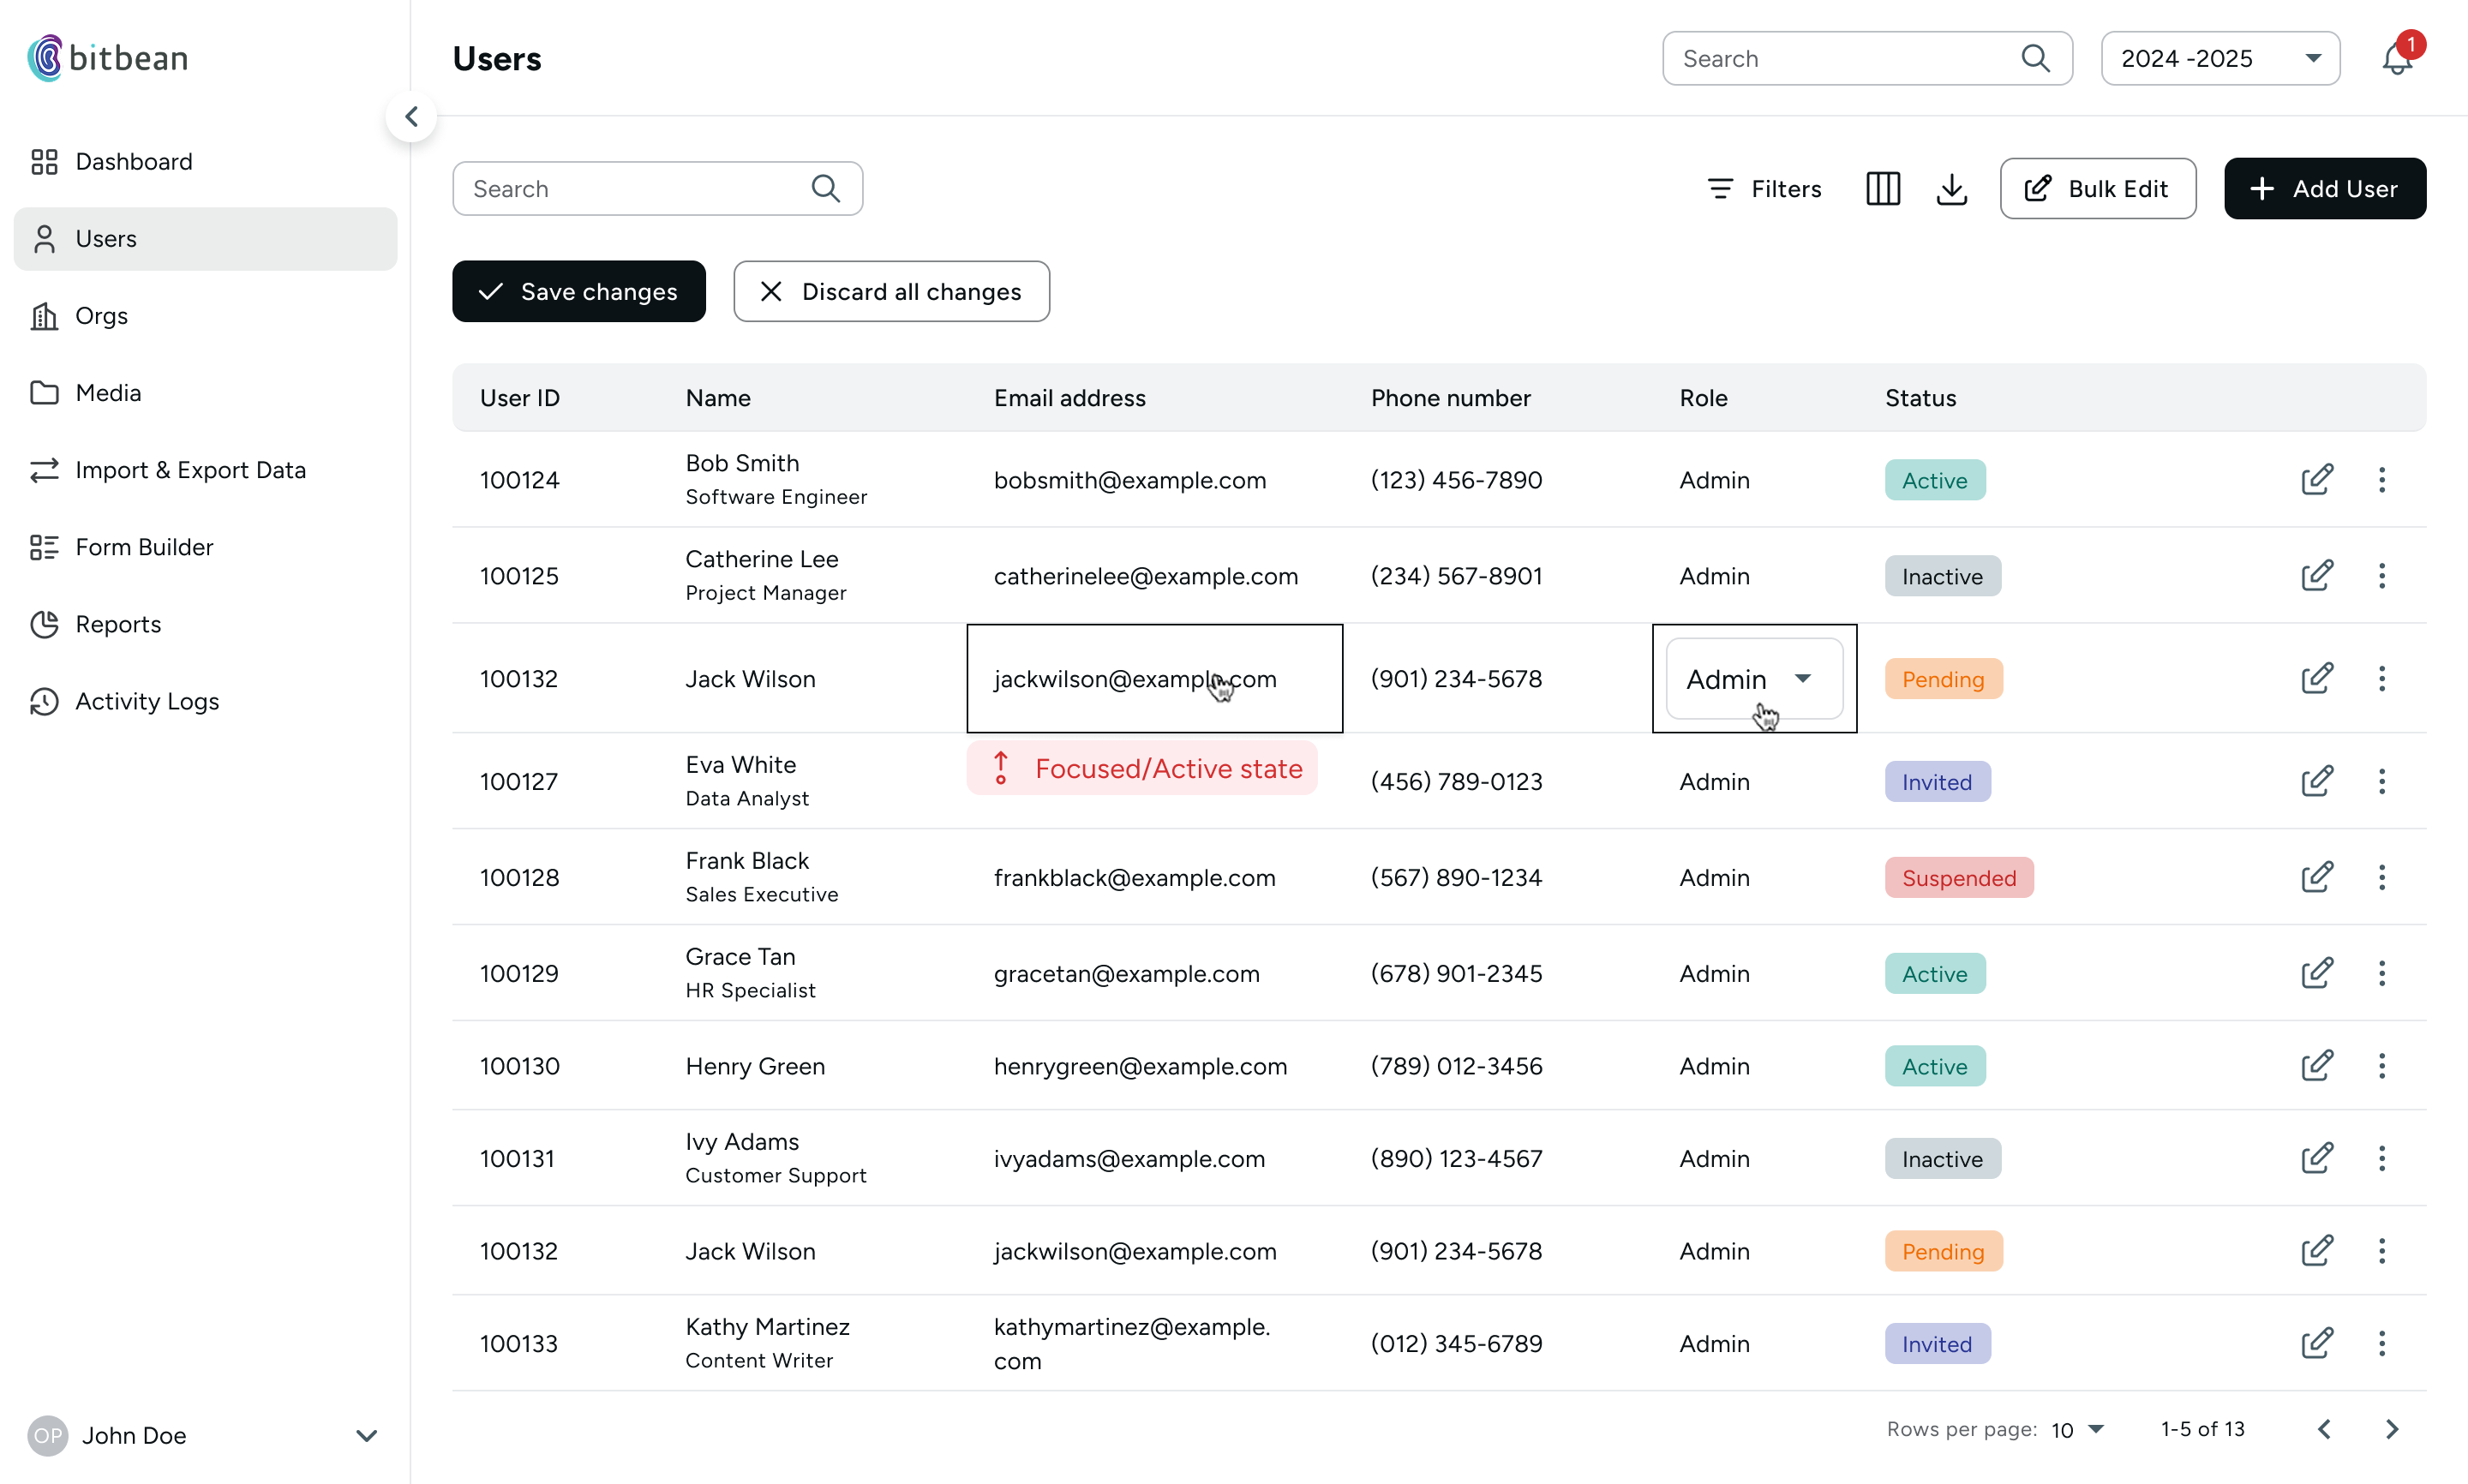 bitbean
Users
Search
2024 -2025
1
Dashboard
Users
Orgs
Media
Import & Export Data
Form Builder
Reports
Activity Logs
OP
John Doe
Search
Filters
Bulk Edit
Add User
Save changes
Discard all changes
User ID Name Email address Phone number Role Status
100124 Bob Smith bobsmith@example.com (123) 456-7890 Admin Active
Software Engineer
100125 Catherine Lee catherinelee@example.com (234) 567-8901 Admin Inactive
Project Manager
100132 Jack Wilson jackwilson@example.com (901) 234-5678 Admin Pending
Focused/Active state
100127 Eva White (456) 789-0123 Admin Invited
Data Analyst
100128 Frank Black frankblack@example.com (567) 890-1234 Admin Suspended
Sales Executive
100129 Grace Tan gracetan@example.com (678) 901-2345 Admin Active
HR Specialist
100130 Henry Green henrygreen@example.com (789) 012-3456 Admin Active
100131 Ivy Adams ivyadams@example.com (890) 123-4567 Admin Inactive
Customer Support
100132 Jack Wilson jackwilson@example.com (901) 234-5678 Admin Pending
100133 Kathy Martinez kathymartinez@example. (012) 345-6789 Admin Invited
Content Writer com
Rows per page: 10 1-5 of 13